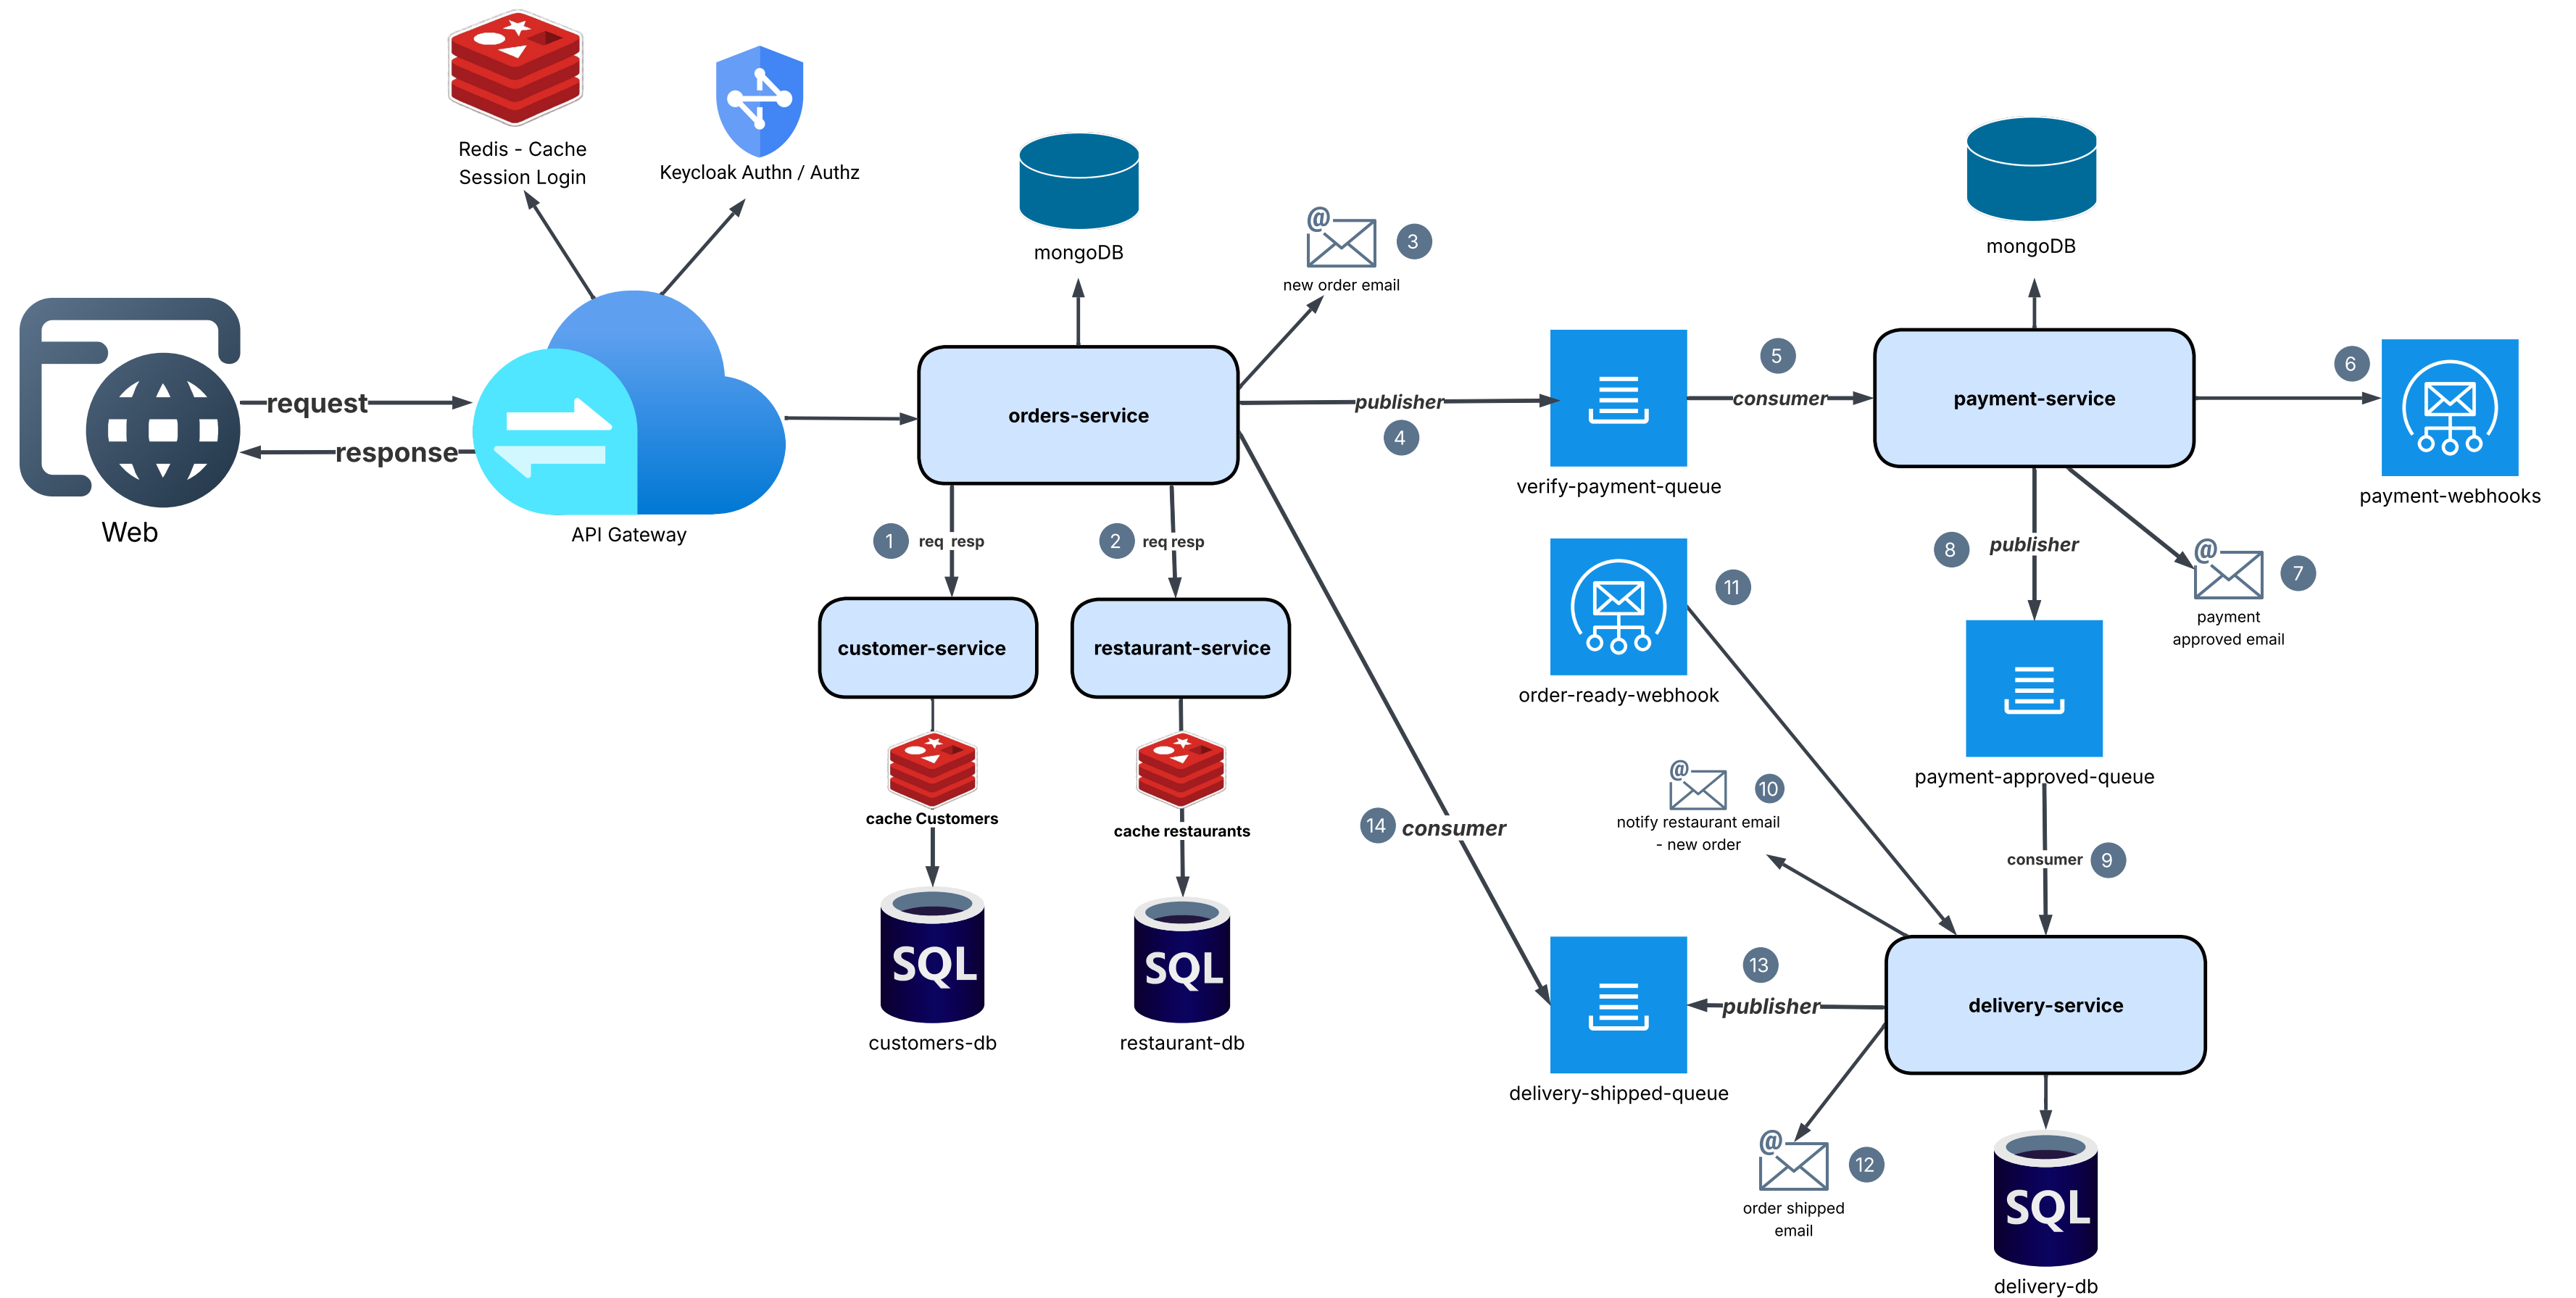 Redis - Cache
Session Login
Keycloak Authn / Authz
mongoDB
@
3
new order email
mongoDB
request
response
Web
API Gateway
orders-service
publisher
4
verify-payment-queue
5
consumer
payment-service
6
payment-webhooks
1
req resp
2
req resp
customer-service
restaurant-service
cache Customers
cache restaurants
SQL
customers-db
SQL
restaurant-db
11
order-ready-webhook
8
publisher
@
7
payment
approved email
payment-approved-queue
@
10
notify restaurant email
- new order
14
consumer
consumer
9
13
publisher
delivery-shipped-queue
delivery-service
@
12
order shipped
email
SQL
delivery-db